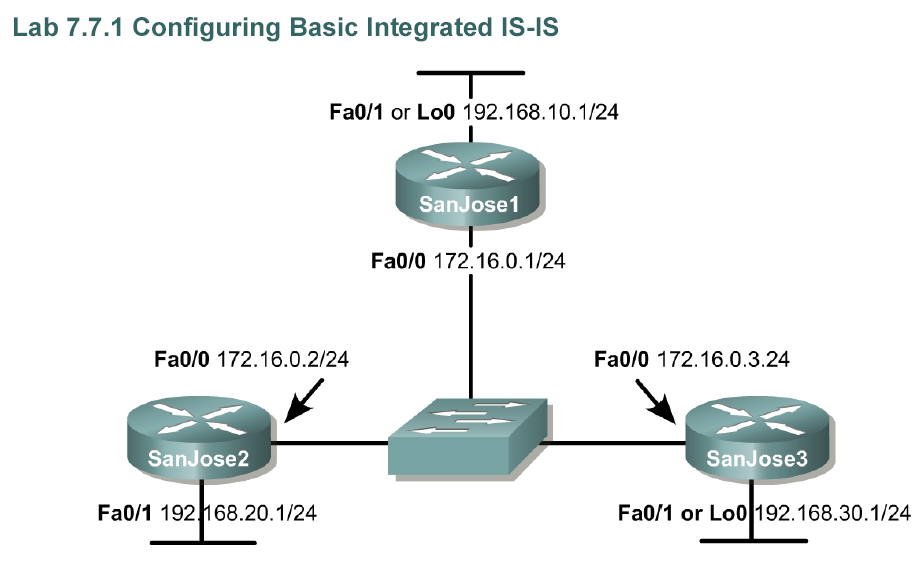 Lab 7.7.1 Configuring Basic Integrated IS-IS
Fa0/1 or Lo0 192.168.10.1/24
SanJose1
Fa0/0 172.16.0.1/24
Fa0/0 172.16.0.2/24
Fa0/0 172.16.0.3.24
SanJose2
SanJose3
Fa0/1 192.168.20.1/24
Fa0/1 or Lo0 192.168.30.1/24